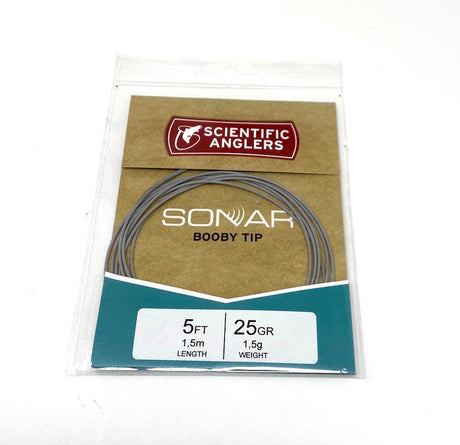 SCIENTIFIC
ANGLERS
SONAR
BOOBY TIP
5FT 25GR
1,5m 1,5g
LENGTH WEIGHT